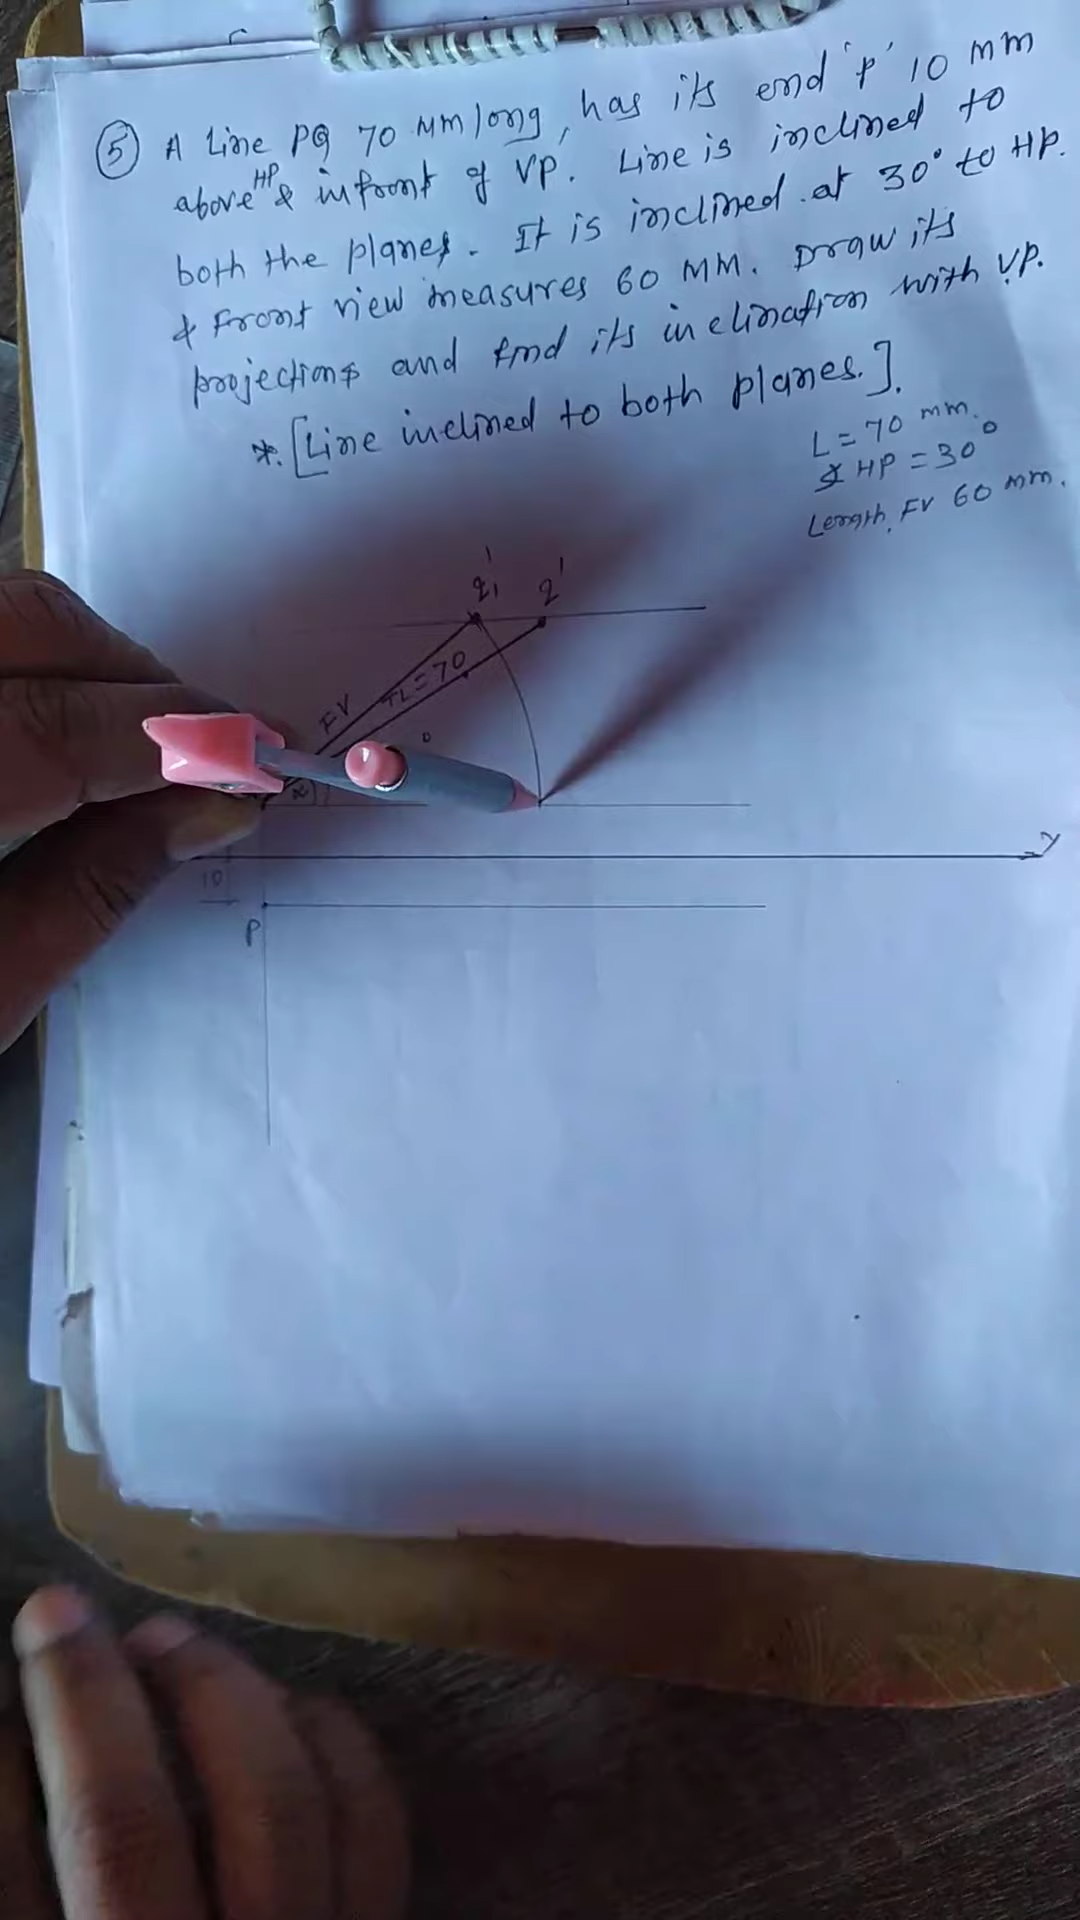 ⑤ A Line PQ 70 MM long, has its end 'P' 10 mm
above HP & infront of VP. Line is inclined to
both the planes. It is inclined at 30° to HP.
& Front view measures 60 MM. Draw its
projections and find its inclination with VP.
*. [Line inclined to both planes.].
L = 70 mm.
∠ HP = 30°
Length FV 60 mm.
q₁' q'
FV TL = 70
α
y
10
P